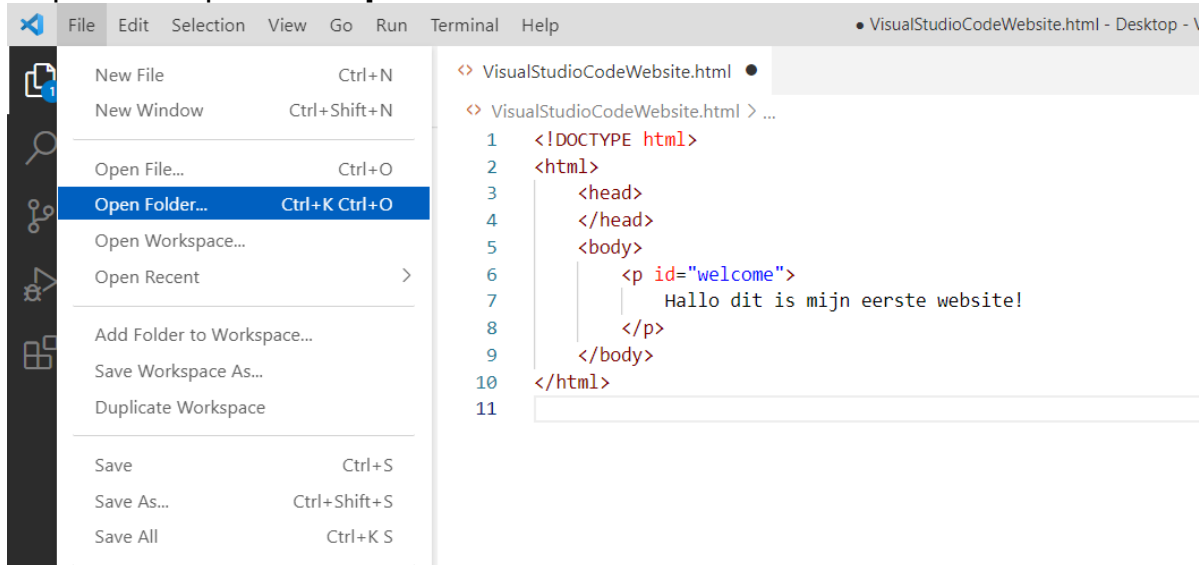 File Edit Selection View Go Run Terminal Help ● VisualStudioCodeWebsite.html - Desktop -
New File Ctrl+N
New Window Ctrl+Shift+N
Open File... Ctrl+O
Open Folder... Ctrl+K Ctrl+O
Open Workspace...
Open Recent >
Add Folder to Workspace...
Save Workspace As...
Duplicate Workspace
Save Ctrl+S
Save As... Ctrl+Shift+S
Save All Ctrl+K S
1
<> VisualStudioCodeWebsite.html ●
<> VisualStudioCodeWebsite.html > ...
1 <!DOCTYPE html>
2 <html>
3 <head>
4 </head>
5 <body>
6 <p id="welcome">
7 Hallo dit is mijn eerste website!
8 </p>
9 </body>
10 </html>
11